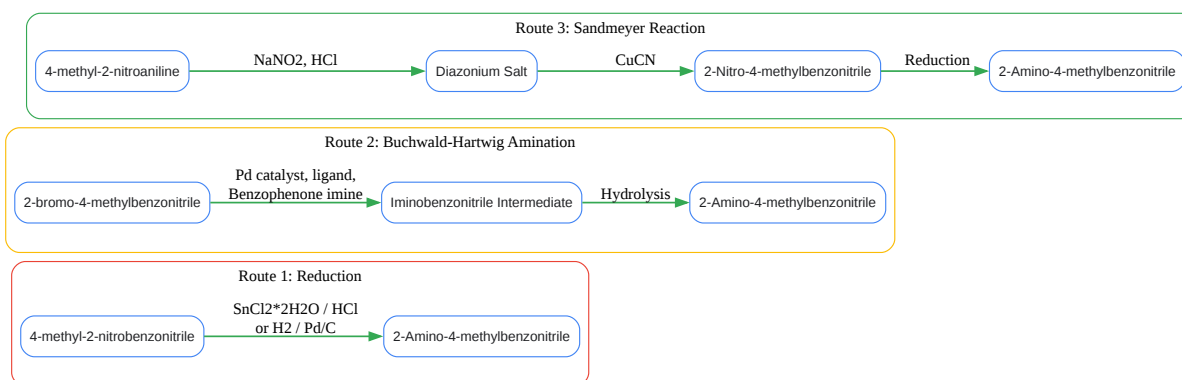 Route 3: Sandmeyer Reaction
4-methyl-2-nitroaniline
NaNO2, HCl
Diazonium Salt
CuCN
2-Nitro-4-methylbenzonitrile
Reduction
2-Amino-4-methylbenzonitrile
Route 2: Buchwald-Hartwig Amination
2-bromo-4-methylbenzonitrile
Pd catalyst, ligand,
Benzophenone imine
Iminobenzonitrile Intermediate
Hydrolysis
2-Amino-4-methylbenzonitrile
Route 1: Reduction
4-methyl-2-nitrobenzonitrile
SnCl2*2H2O / HCl
or H2 / Pd/C
2-Amino-4-methylbenzonitrile